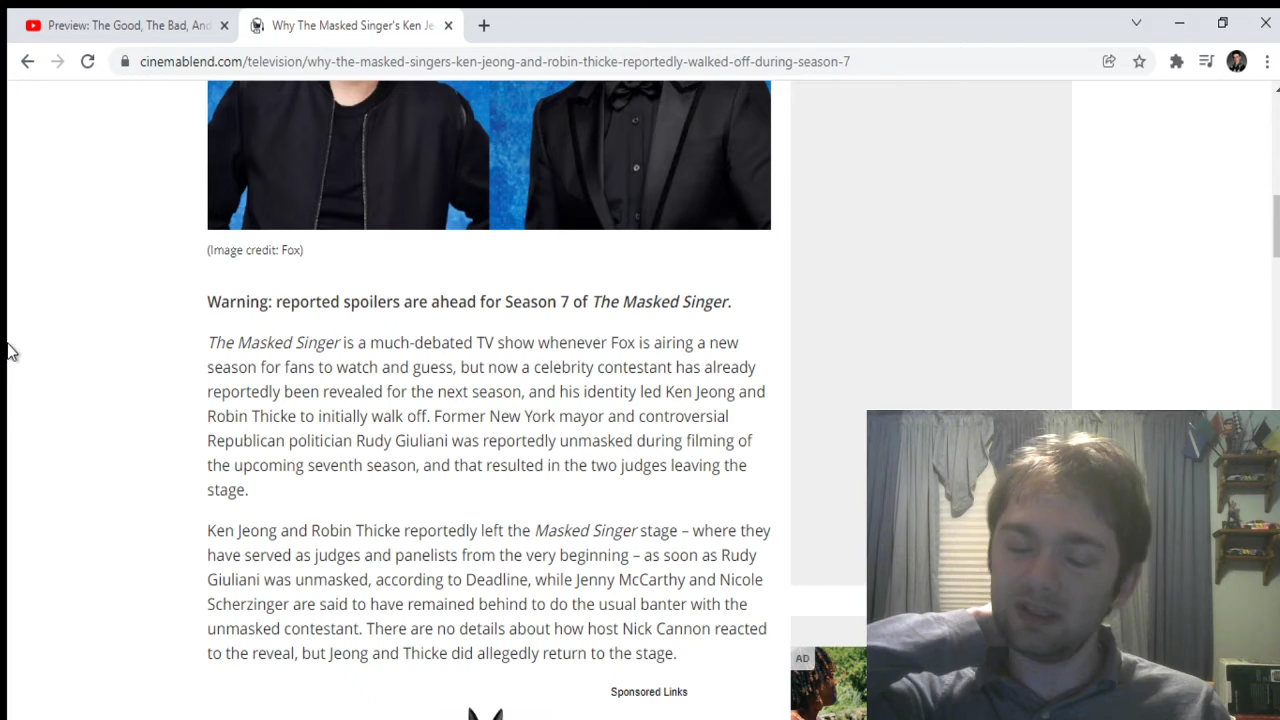 Preview: The Good, The Bad, And
Why The Masked Singer's Ken Je
cinemablend.com/television/why-the-masked-singers-ken-jeong-and-robin-thicke-reportedly-walked-off-during-season-7
(Image credit: Fox)
Warning: reported spoilers are ahead for Season 7 of The Masked Singer.
The Masked Singer is a much-debated TV show whenever Fox is airing a new
season for fans to watch and guess, but now a celebrity contestant has already
reportedly been revealed for the next season, and his identity led Ken Jeong and
Robin Thicke to initially walk off. Former New York mayor and controversial
Republican politician Rudy Giuliani was reportedly unmasked during filming of
the upcoming seventh season, and that resulted in the two judges leaving the
stage.
Ken Jeong and Robin Thicke reportedly left the Masked Singer stage – where they
have served as judges and panelists from the very beginning – as soon as Rudy
Giuliani was unmasked, according to Deadline, while Jenny McCarthy and Nicole
Scherzinger are said to have remained behind to do the usual banter with the
unmasked contestant. There are no details about how host Nick Cannon reacted
to the reveal, but Jeong and Thicke did allegedly return to the stage.
Sponsored Links
AD